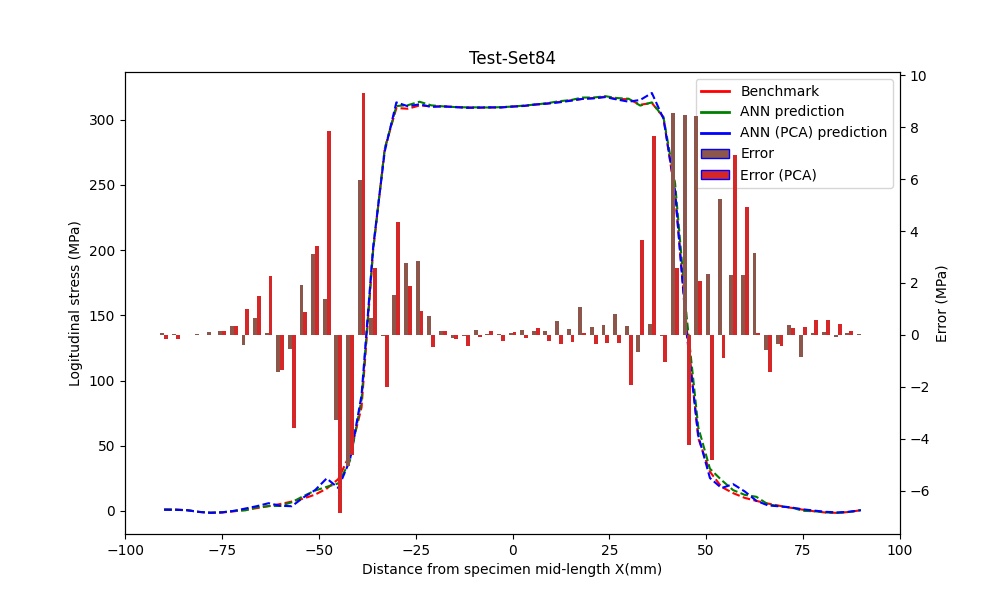 Test-Set84
Logitudinal stress (MPa)
300
250
200
150
100
50
0
Benchmark
ANN prediction
ANN (PCA) prediction
Error
Error (PCA)
10
8
6
4
2
0
−2
−4
−6
Error (MPa)
−100 −75 −50 −25 0 25 50 75 100
Distance from specimen mid-length X(mm)